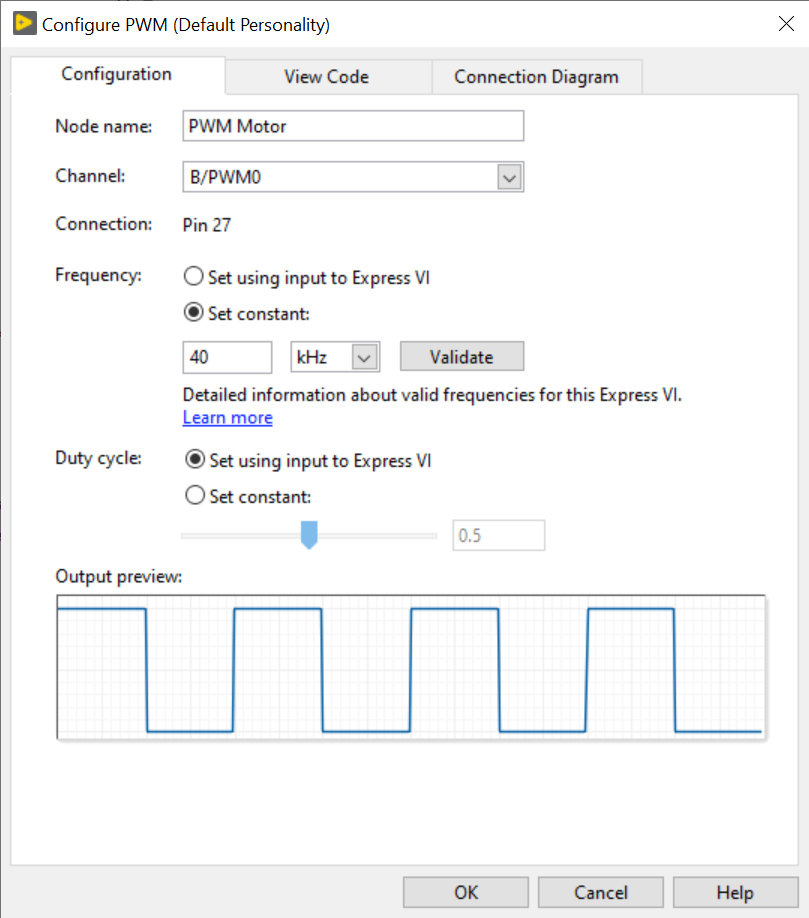 Configure PWM (Default Personality)
Configuration View Code Connection Diagram
Node name: PWM Motor
Channel: B/PWM0
Connection: Pin 27
Frequency: Set using input to Express VI
Set constant:
40 kHz Validate
Detailed information about valid frequencies for this Express VI.
Learn more
Duty cycle: Set using input to Express VI
Set constant:
0.5
Output preview:
OK Cancel Help